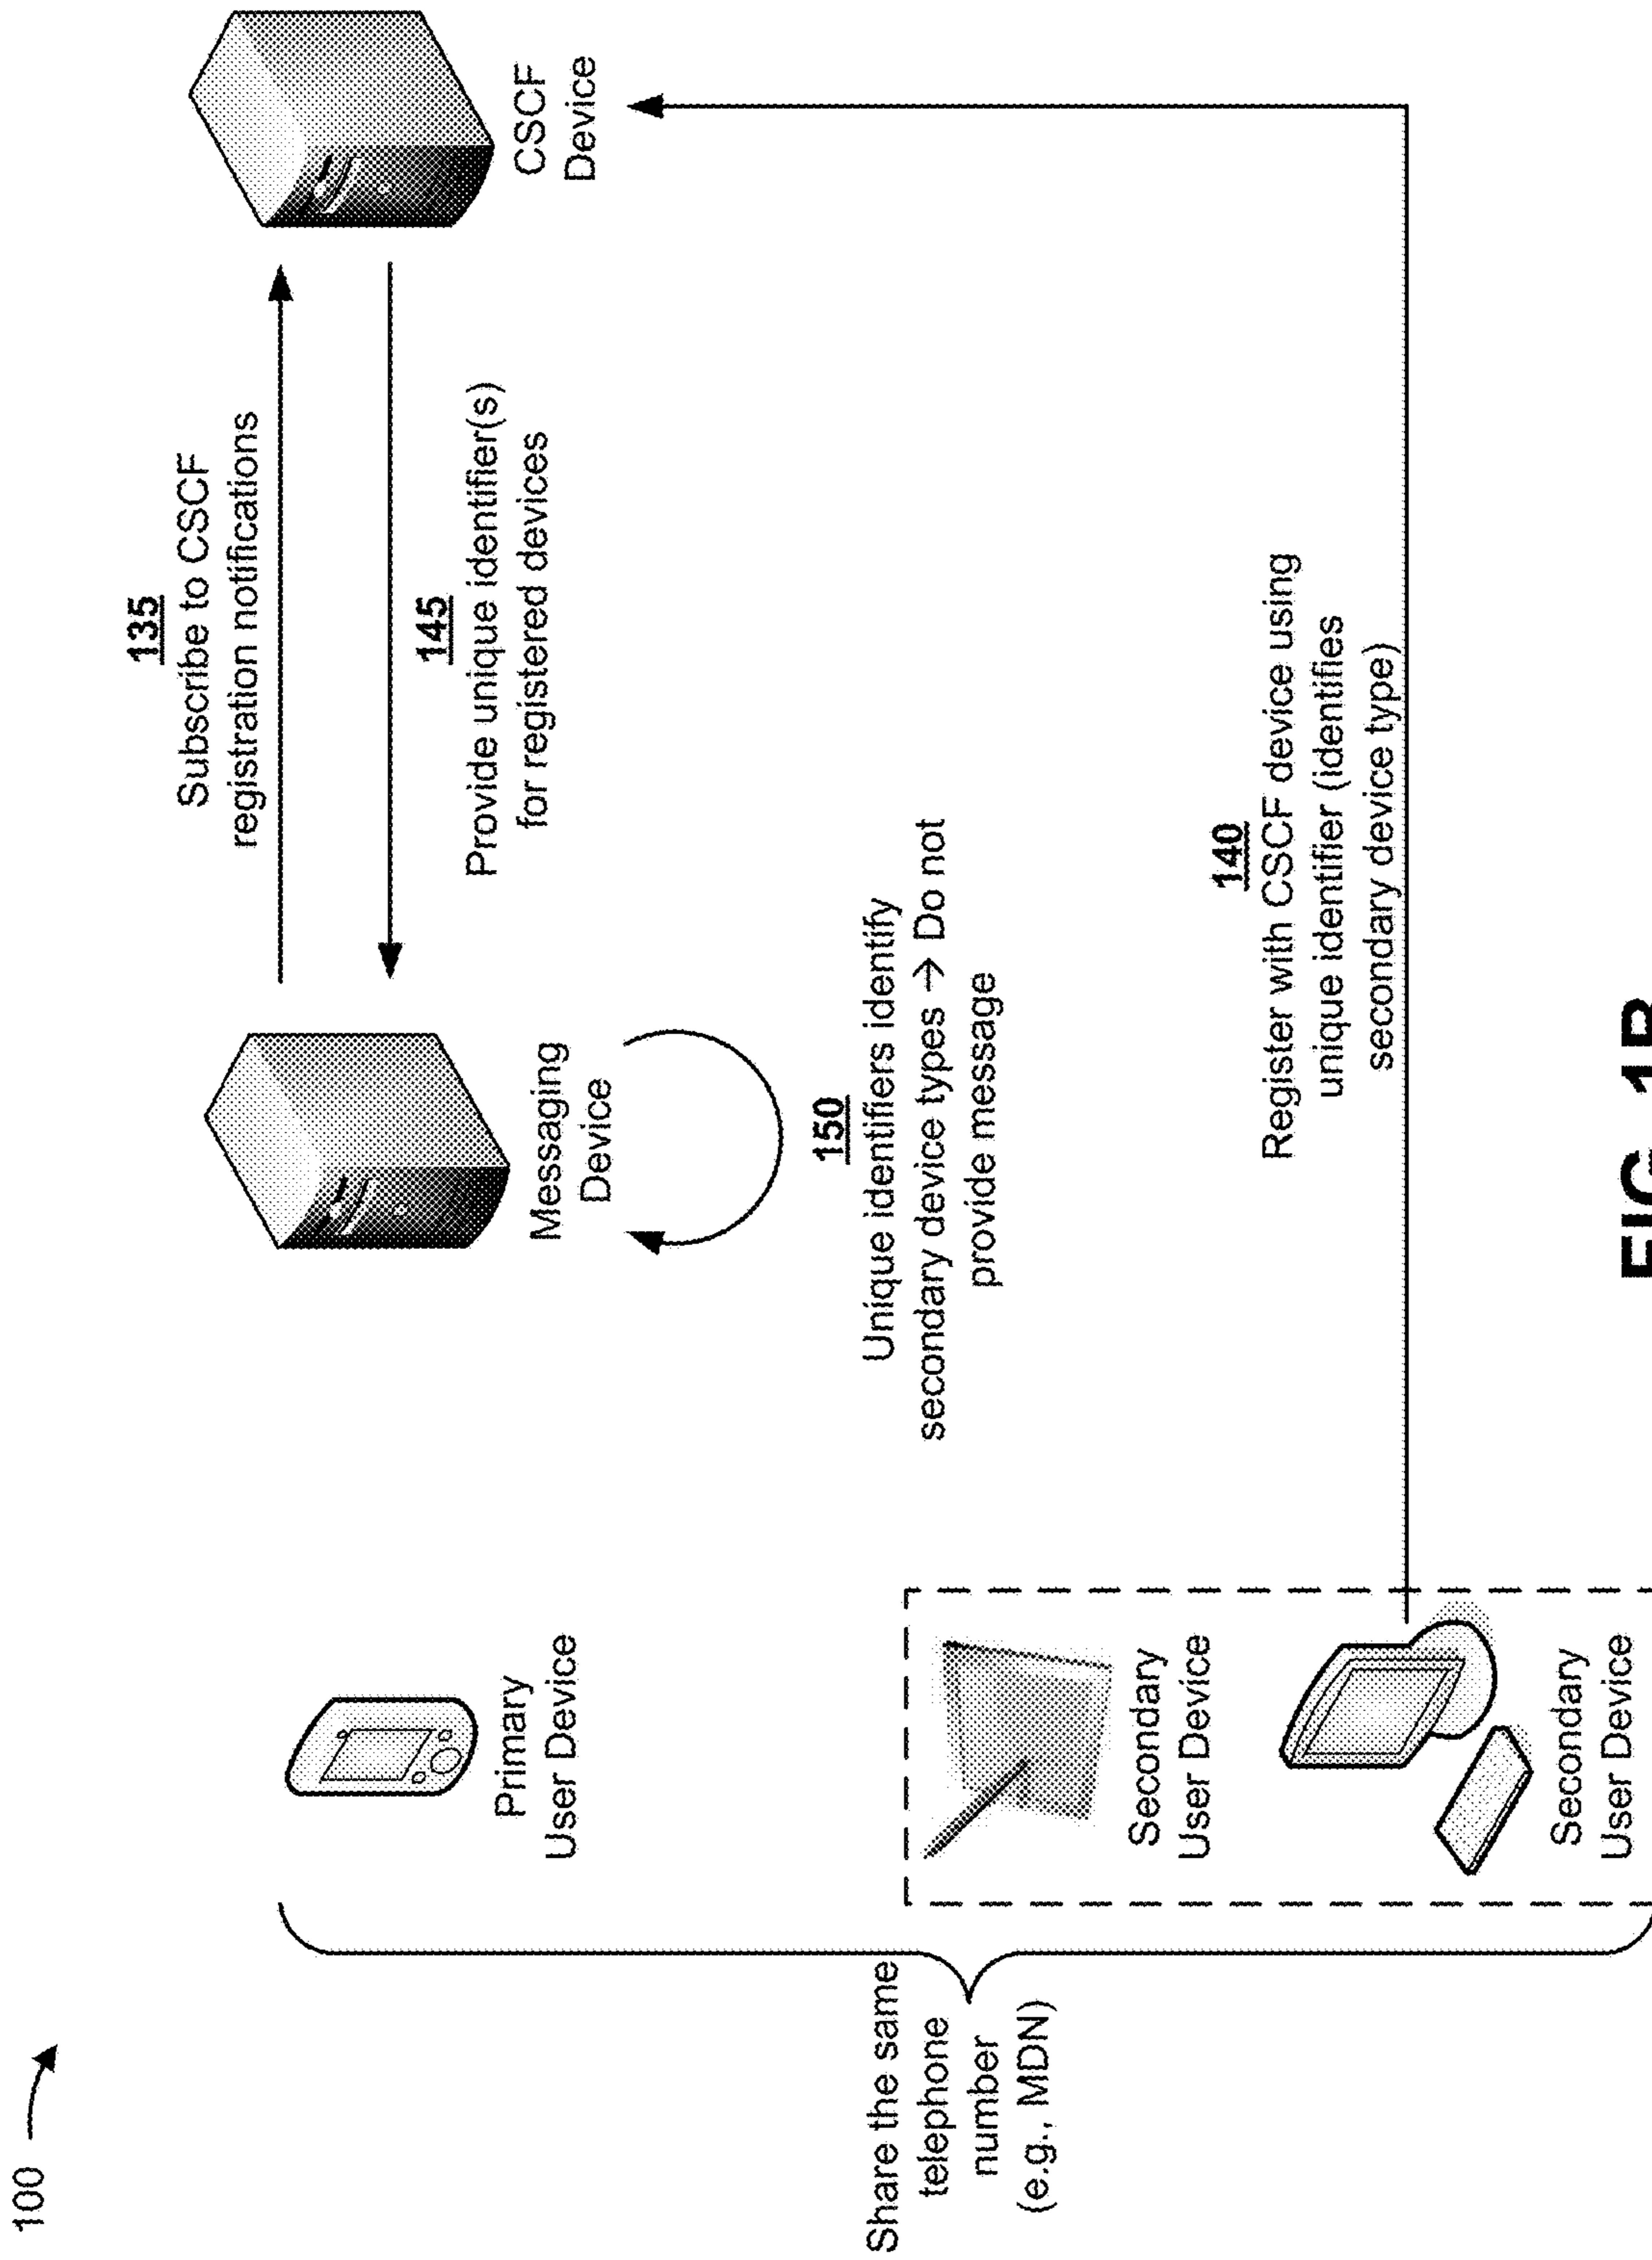 100
135
Subscribe to CSCF
registration notifications
145
Provide unique identifier(s)
for registered devices
CSCF
Device
Messaging
Device
150
Unique identifiers identify
secondary device types → Do not
provide message
Primary
User Device
Share the same
telephone
number
(e.g., MDN)
Secondary
User Device
140
Register with CSCF device using
unique identifier (identifies
secondary device type)
Secondary
User Device
FIG. 1B